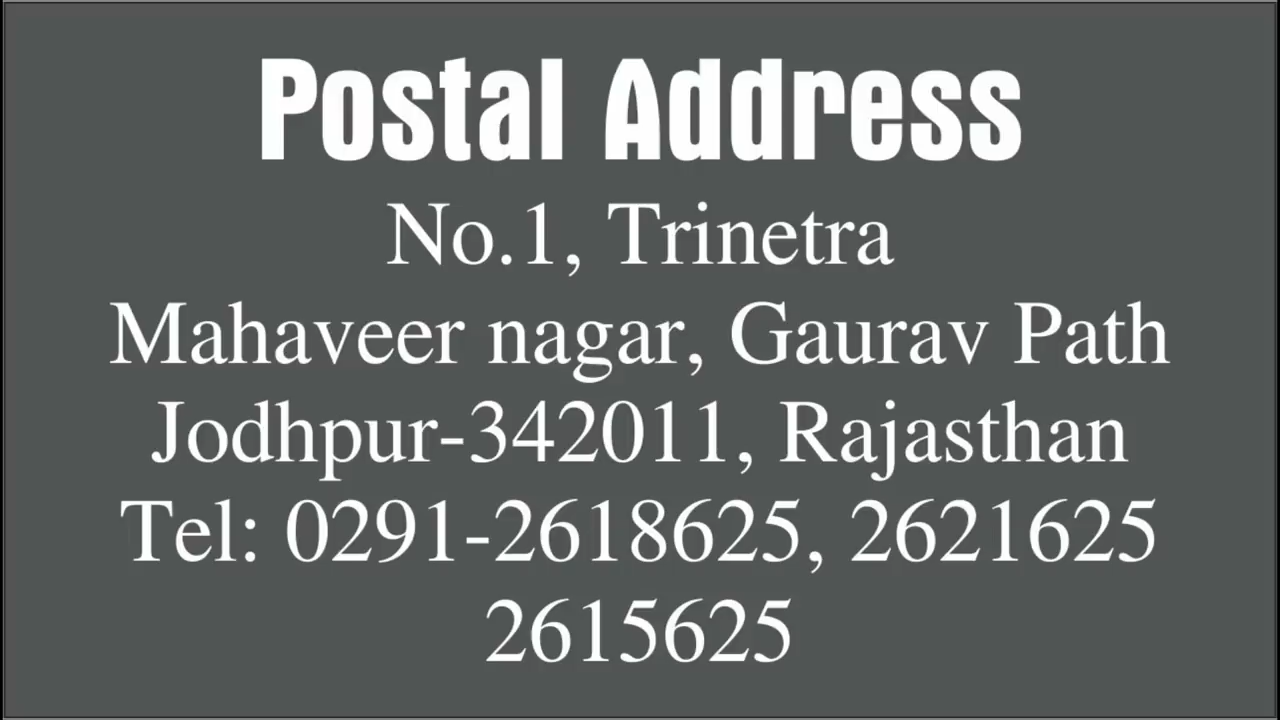 Postal Address
No.1, Trinetra
Mahaveer nagar, Gaurav Path
Jodhpur-342011, Rajasthan
Tel: 0291-2618625, 2621625
2615625